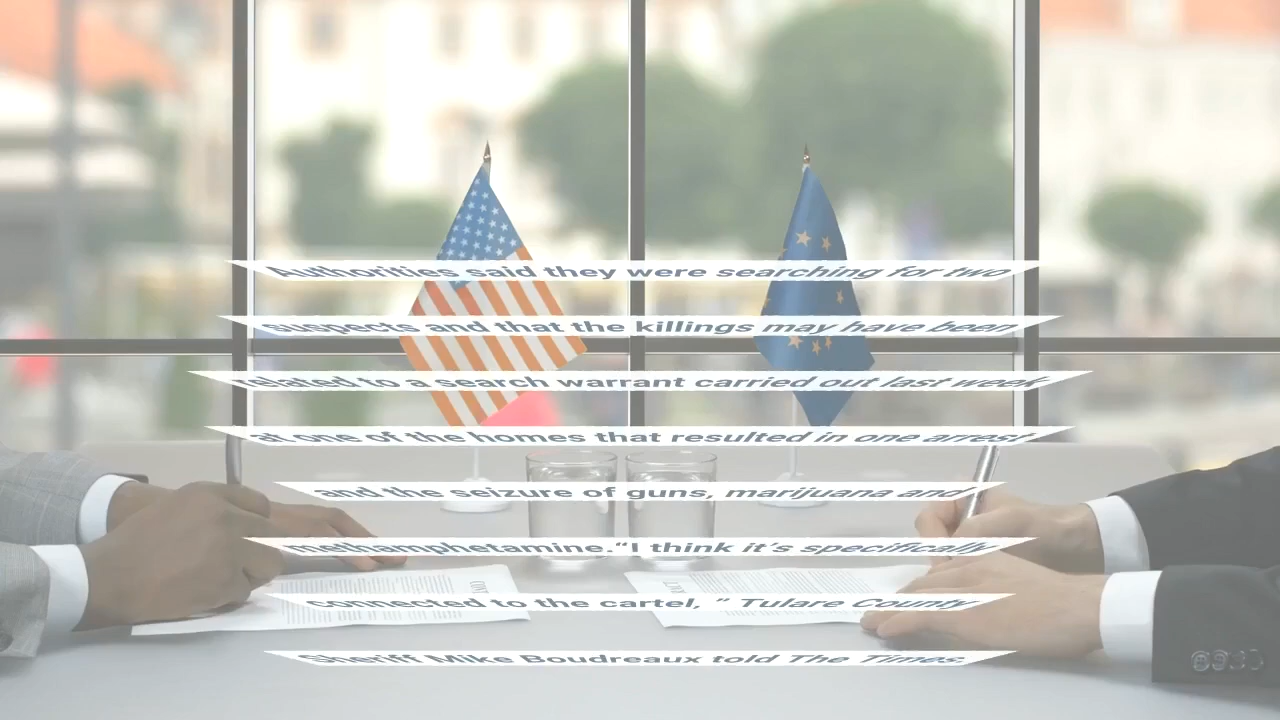 Authorities said they were searching for two
suspects and that the killings may have been
related to a search warrant carried out last week
at one of the homes that resulted in one arrest
and the seizure of guns, marijuana and
methamphetamine.“I think it’s specifically
connected to the cartel, “ Tulare County
Sheriff Mike Boudreaux told The Times.